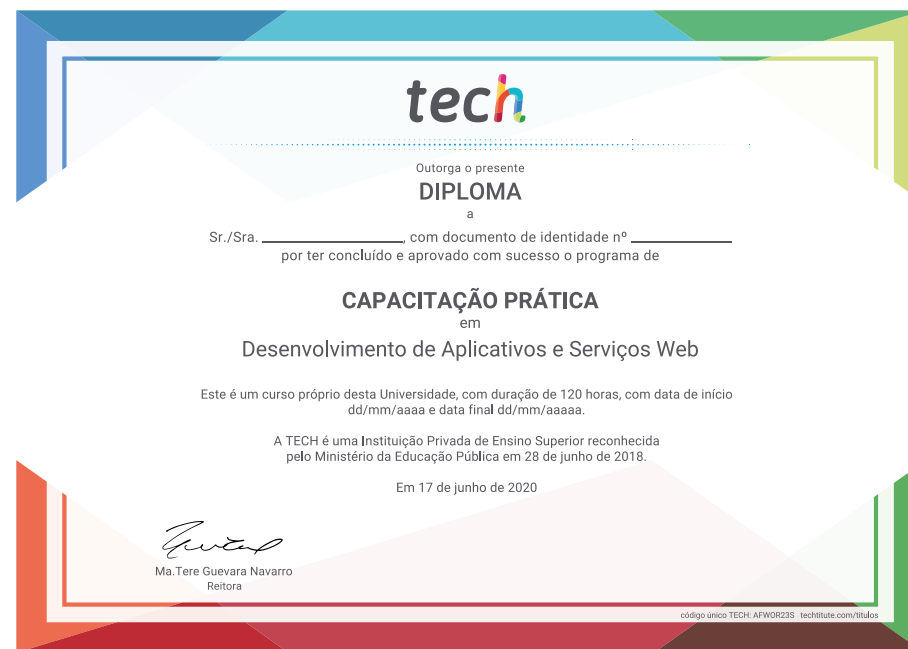 tech
Outorga o presente
DIPLOMA
a
Sr./Sra. ________________, com documento de identidade nº ___________
por ter concluído e aprovado com sucesso o programa de
CAPACITAÇÃO PRÁTICA
em
Desenvolvimento de Aplicativos e Serviços Web
Este é um curso próprio desta Universidade, com duração de 120 horas, com data de início
dd/mm/aaaa e data final dd/mm/aaaaa.
A TECH é uma Instituição Privada de Ensino Superior reconhecida
pelo Ministério da Educação Pública em 28 de junho de 2018.
Em 17 de junho de 2020
Ma.Tere Guevara Navarro
Reitora
código único TECH: AFWOR23S techtitute.com/titulos